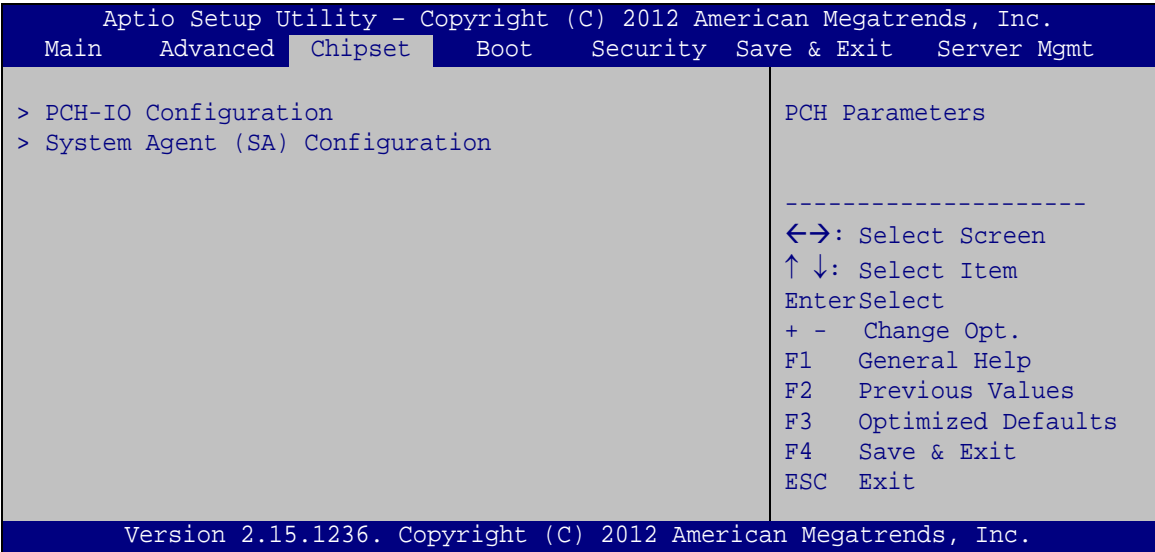 Aptio Setup Utility – Copyright (C) 2012 American Megatrends, Inc.
Main Advanced Chipset Boot Security Save & Exit Server Mgmt
> PCH-IO Configuration
> System Agent (SA) Configuration
PCH Parameters
---------------------
←→: Select Screen
↑ ↓: Select Item
EnterSelect
+ - Change Opt.
F1 General Help
F2 Previous Values
F3 Optimized Defaults
F4 Save & Exit
ESC Exit
Version 2.15.1236. Copyright (C) 2012 American Megatrends, Inc.